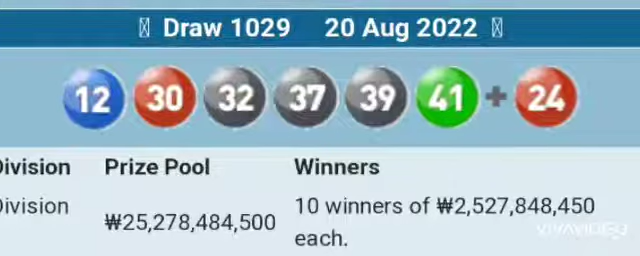 Draw 1029 20 Aug 2022
12 30 32 37 39 41 + 24
Division Prize Pool Winners
Division ₩25,278,484,500 10 winners of ₩2,527,848,450
each.
VIVAVIDEO